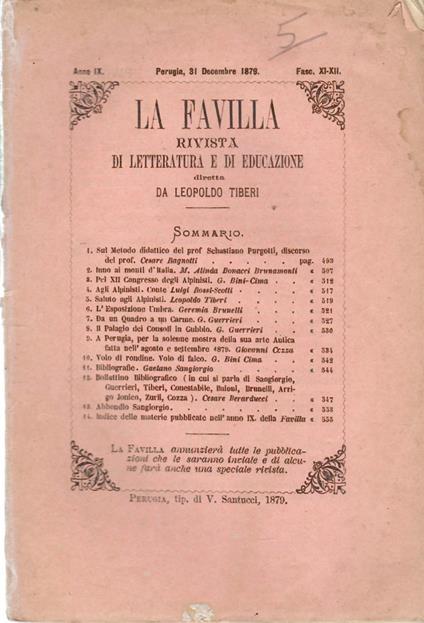 5
Anno IX. Perugia, 31 Decembre 1879. Fasc. XI-XII.
LA FAVILLA
RIVISTA
DI LETTERATURA E DI EDUCAZIONE
diretta
DA LEOPOLDO TIBERI
SOMMARIO.
1. Sul Metodo didattico del prof Sebastiano Purgotti, discorso
del prof. Cesare Ragnotti . . . . . pag. 493
2. Inno ai monti d'Italia. M. Alinda Bonacci Brunamonti « 507
3. Pel XII Congresso degli Alpinisti. G. Bini-Cima . . « 512
4. Agli Alpinisti. Conte Luigi Rossi-Scotti . . . « 517
5. Saluto agli Alpinisti. Leopoldo Tiberi . . . « 519
6. L'Esposizione Umbra. Geremia Brunelli . . . « 521
7. Da un Quadro a un Carme. G. Guerrieri . . . « 527
8. Il Palagio dei Consoli in Gubbio. G. Guerrieri . . « 530
9. A Perugia, per la solenne mostra della sua arte Antica
fatta nell'agosto e settembre 1879. Giovanni Cozza « 534
10. Volo di rondine. Volo di falco. G. Bini Cima . . « 542
11. Bibliografie. Gaetano Sangiorgio . . . . « 544
12. Bollettino Bibliografico ( in cui si parla di Sangiorgio,
Guerrieri, Tiberi, Conestabile, Buloni, Brunelli, Arri-
go Jonico, Zurli, Cozza ). Cesare Berarducci . . « 547
13. Abbondio Sangiorgio. . . . . . . « 553
14. Indice delle materie pubblicate nell'anno IX. della Favilla « 555
LA FAVILLA annunzierà tutte le pubblica-
zioni che le saranno inviate e di alcu-
ne farà anche una speciale rivista.
PERUGIA, tip. di V. Santucci, 1879.